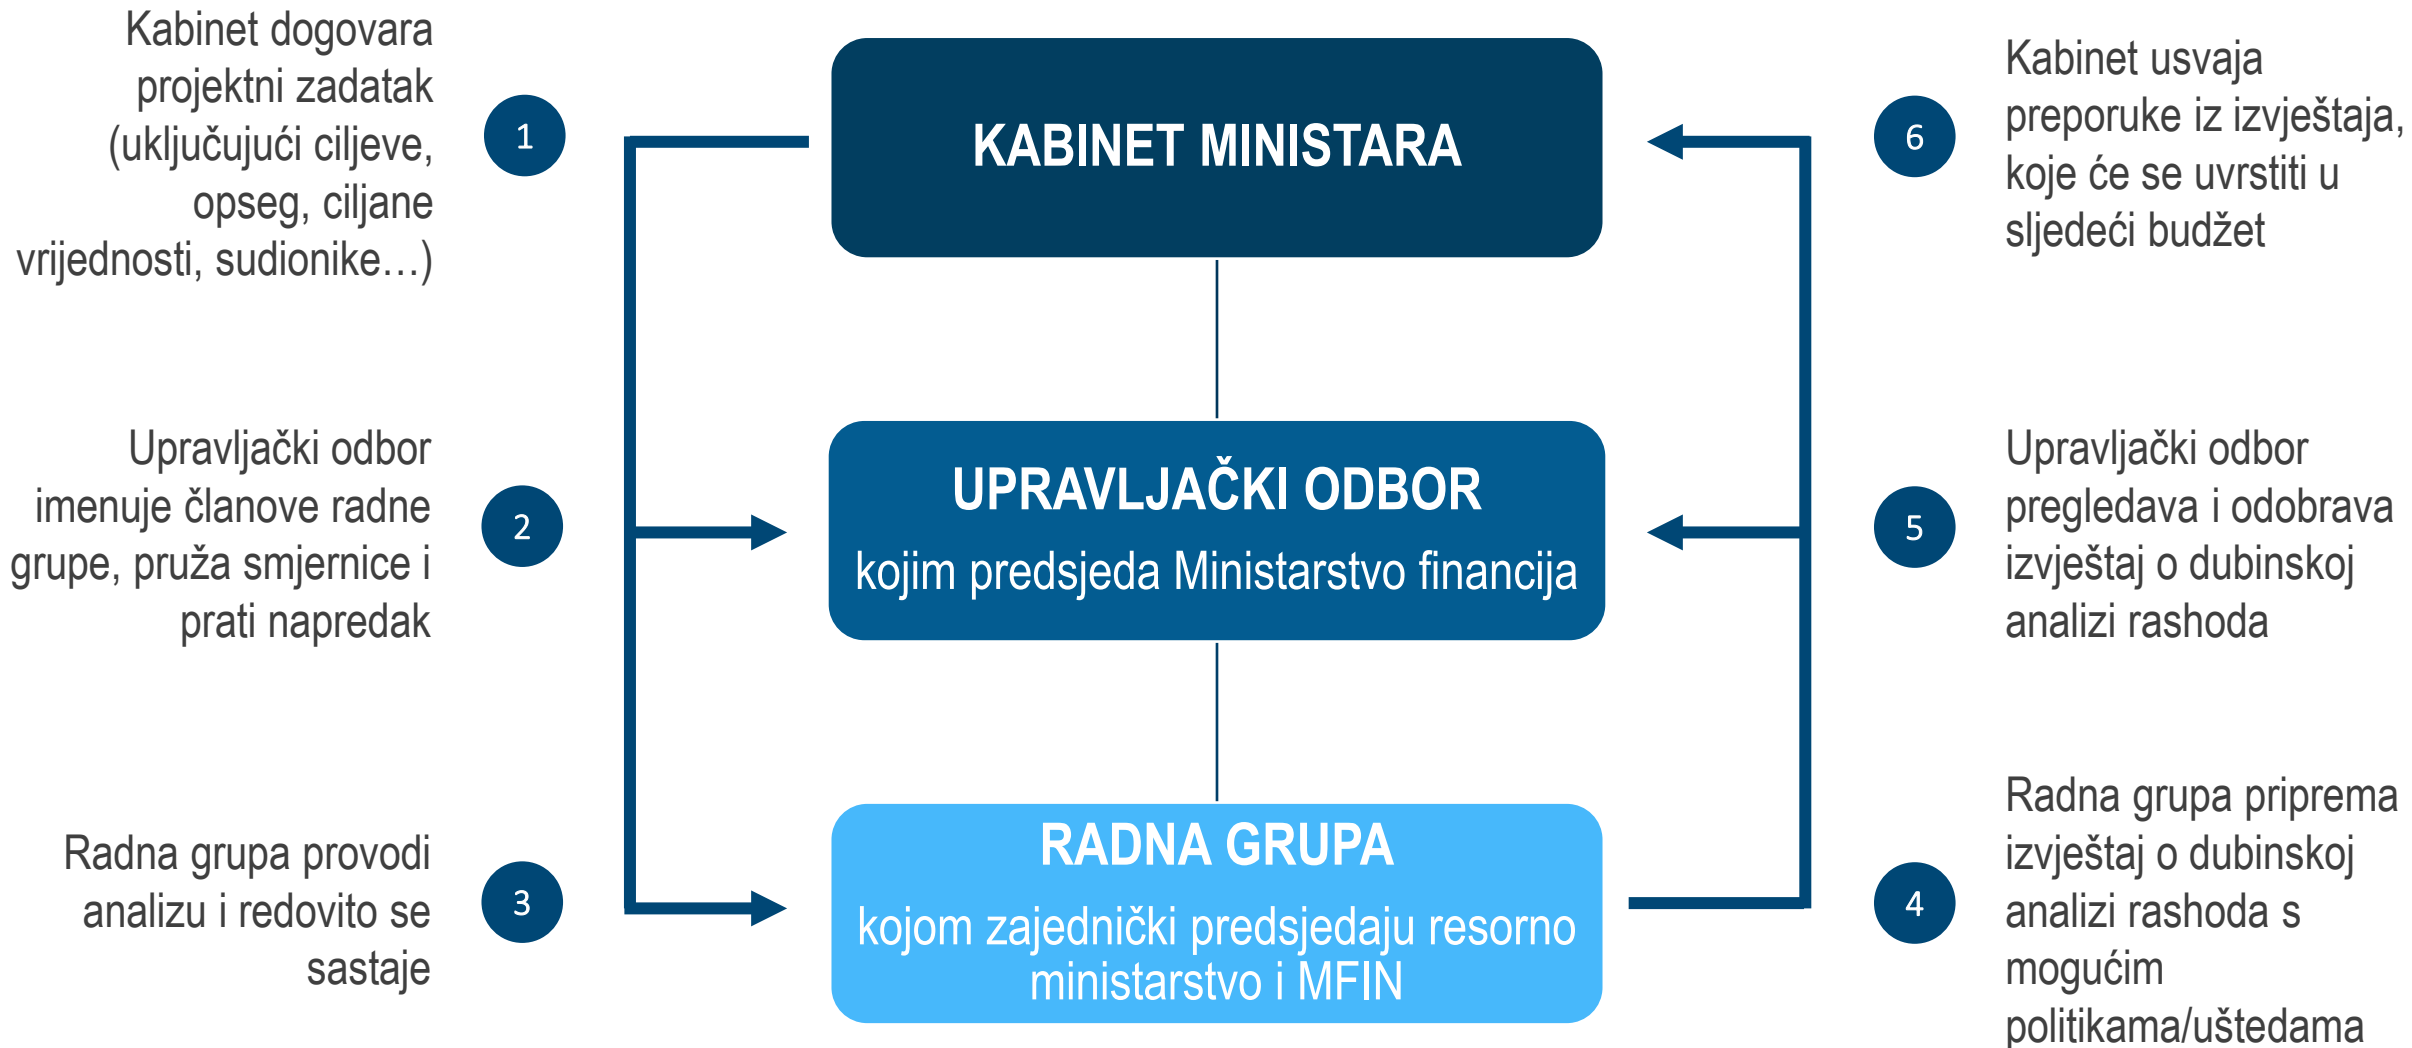 Kabinet dogovara
projektni zadatak
(uključujući ciljeve,
opseg, ciljane
vrijednosti, sudionike…)
1
KABINET MINISTARA
6
Kabinet usvaja
preporuke iz izvještaja,
koje će se uvrstiti u
sljedeći budžet
Upravljački odbor
imenuje članove radne
grupe, pruža smjernice i
prati napredak
2
UPRAVLJAČKI ODBOR
kojim predsjeda Ministarstvo financija
5
Upravljački odbor
pregledava i odobrava
izvještaj o dubinskoj
analizi rashoda
Radna grupa provodi
analizu i redovito se
sastaje
3
RADNA GRUPA
kojom zajednički predsjedaju resorno
ministarstvo i MFIN
4
Radna grupa priprema
izvještaj o dubinskoj
analizi rashoda s
mogućim
politikama/uštedama